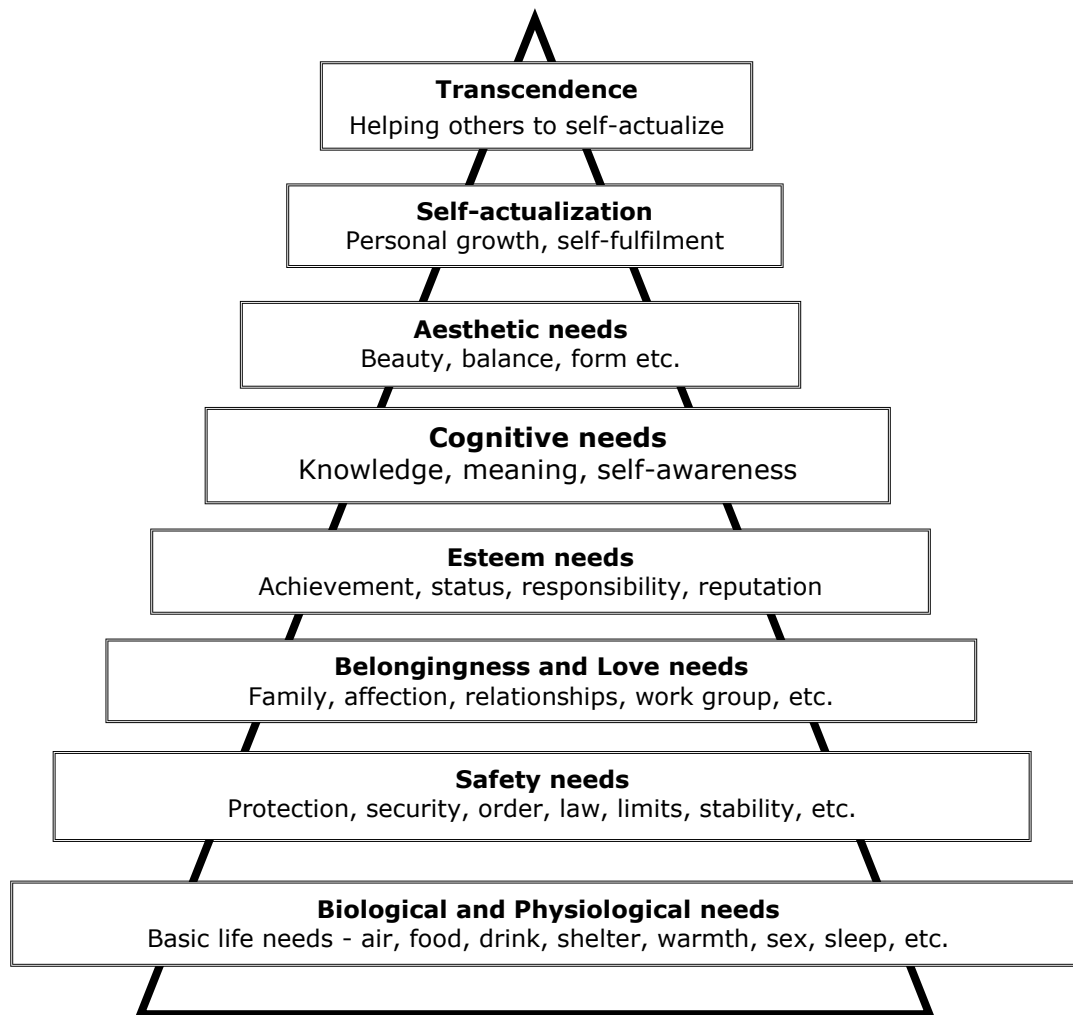 Transcendence
Helping others to self-actualize
Self-actualization
Personal growth, self-fulfilment
Aesthetic needs
Beauty, balance, form etc.
Cognitive needs
Knowledge, meaning, self-awareness
Esteem needs
Achievement, status, responsibility, reputation
Belongingness and Love needs
Family, affection, relationships, work group, etc.
Safety needs
Protection, security, order, law, limits, stability, etc.
Biological and Physiological needs
Basic life needs - air, food, drink, shelter, warmth, sex, sleep, etc.